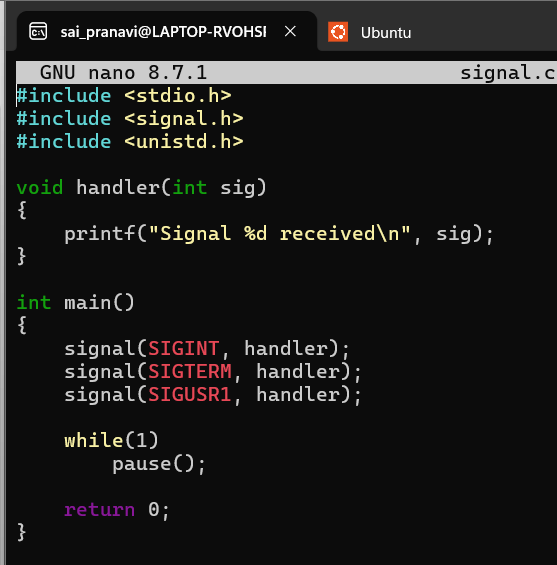 sai_pranavi@LAPTOP-RVOHSI
Ubuntu
GNU nano 8.7.1 signal.c
#include <stdio.h>
#include <signal.h>
#include <unistd.h>
void handler(int sig)
{
    printf("Signal %d received\n", sig);
}
int main()
{
    signal(SIGINT, handler);
    signal(SIGTERM, handler);
    signal(SIGUSR1, handler);
    while(1)
        pause();
    return 0;
}